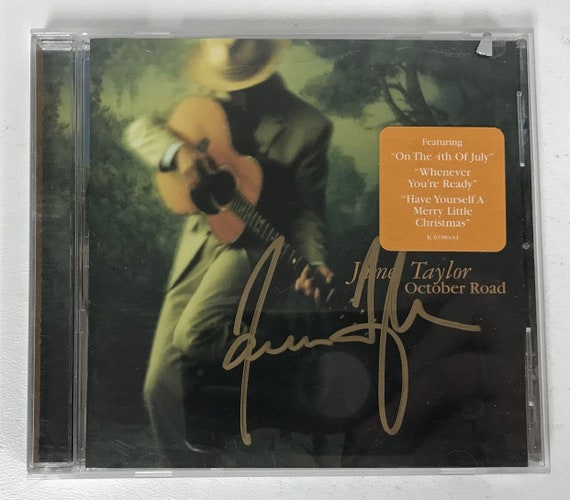 Featuring
"On The 4th Of July"
"Whenever
You're Ready"
"Have Yourself A
Merry Little
Christmas"
James Taylor
October Road